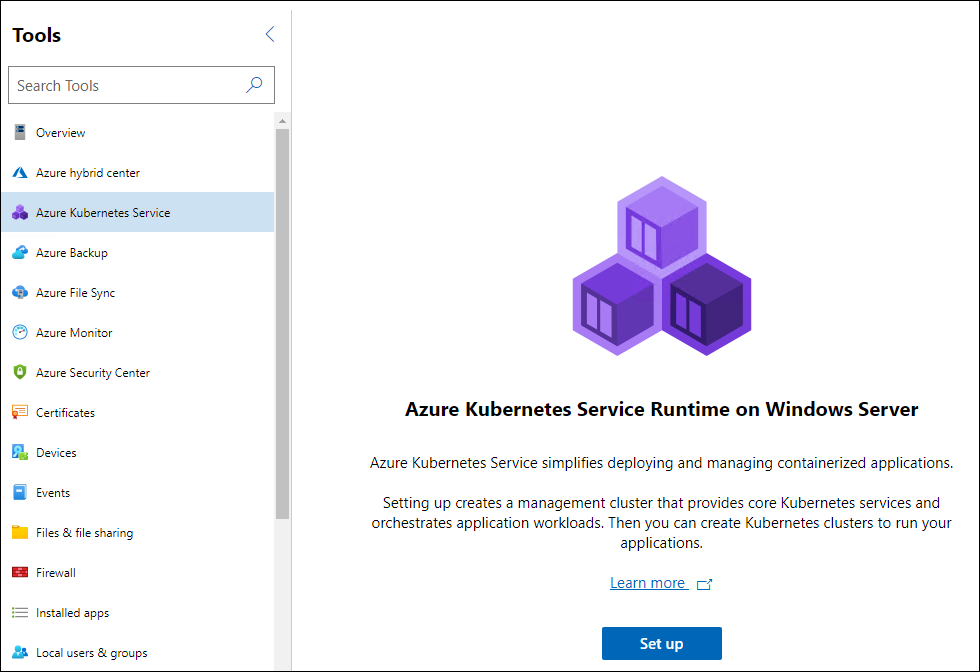 Tools
Search Tools
Overview
Azure hybrid center
Azure Kubernetes Service
Azure Backup
Azure File Sync
Azure Monitor
Azure Security Center
Certificates
Devices
Events
Files & file sharing
Firewall
Installed apps
Local users & groups
Azure Kubernetes Service Runtime on Windows Server
Azure Kubernetes Service simplifies deploying and managing containerized applications.
Setting up creates a management cluster that provides core Kubernetes services and
orchestrates application workloads. Then you can create Kubernetes clusters to run your
applications.
Learn more
Set up